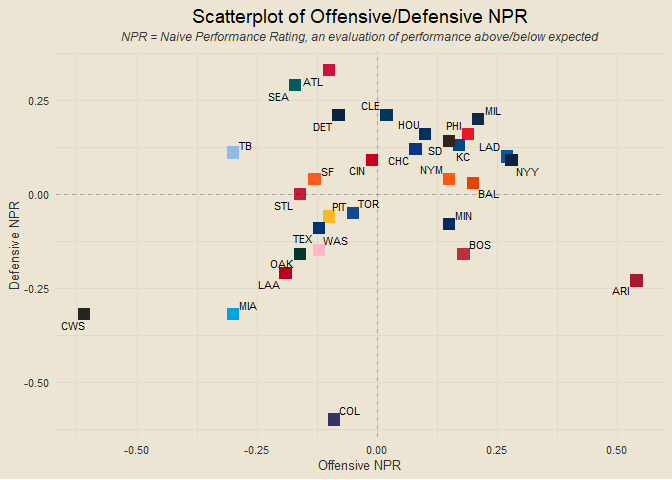 Scatterplot of Offensive/Defensive NPR
NPR = Naive Performance Rating, an evaluation of performance above/below expected
ATL
SEA
0.25
CLE
MIL
DET
HOU
PHI
TB
SD
KC
LAD
CHC
CIN
NYY
SF
NYM
BAL
0.00
STL
PIT
TOR
MIN
TEX
WAS
BOS
OAK
LAA
ARI
-0.25
MIA
CWS
-0.50
COL
Defensive NPR
-0.50
-0.25
0.00
0.25
0.50
Offensive NPR